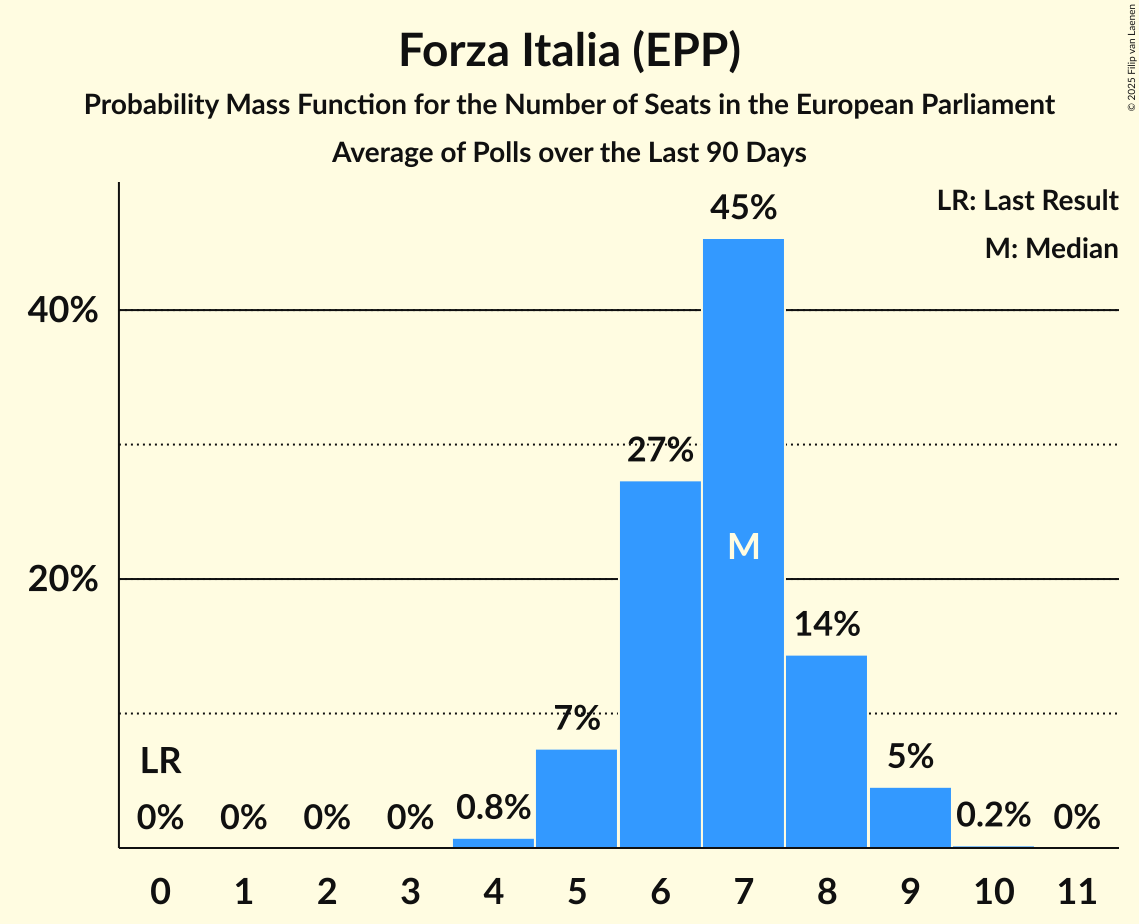 Forza Italia (EPP)
Probability Mass Function for the Number of Seats in the European Parliament
Average of Polls over the Last 90 Days
© 2025 Filip van Laenen
LR: Last Result
M: Median
45%
40%
27%
M
20%
14%
7%
LR
5%
0% 0% 0% 0% 0.8% 0.2% 0%
0 1 2 3 4 5 6 7 8 9 10 11